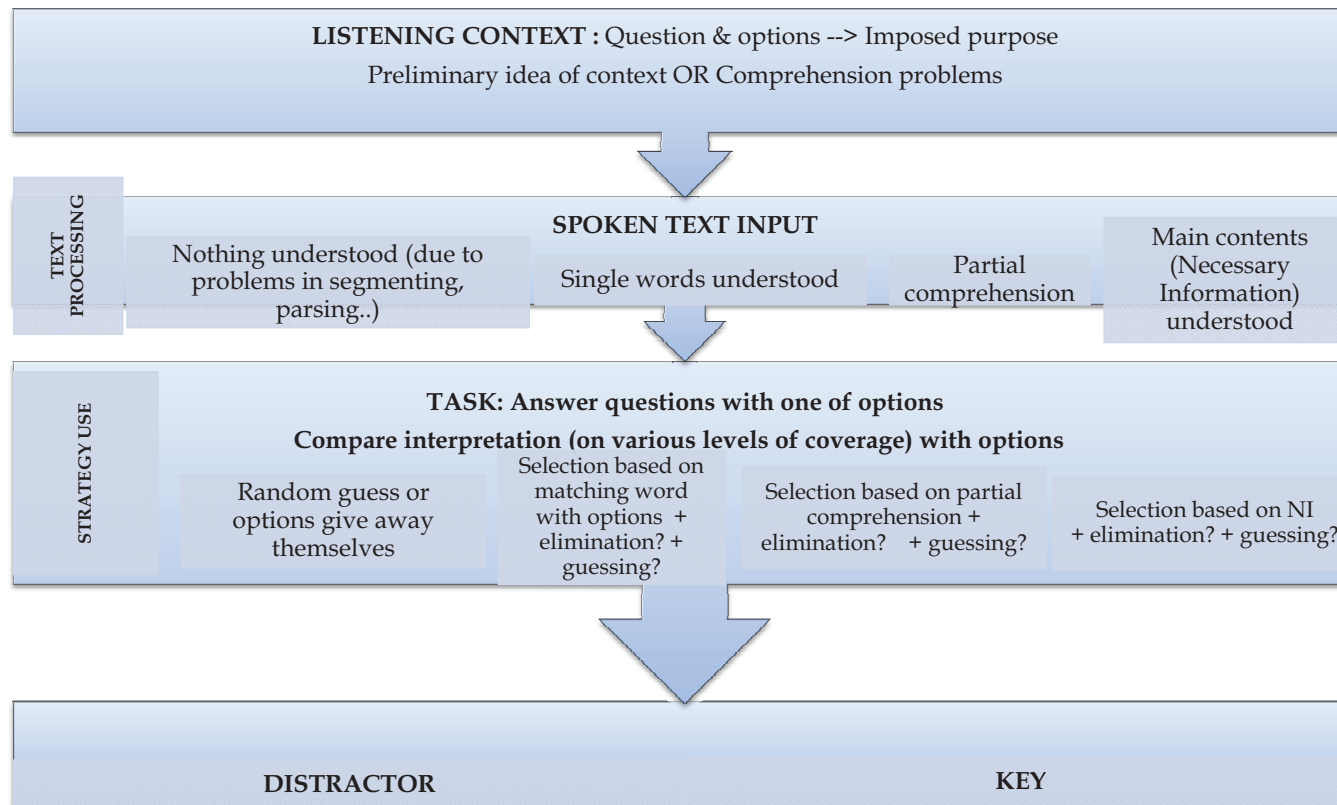 LISTENING CONTEXT : Question & options --> Imposed purpose
Preliminary idea of context OR Comprehension problems
TEXT
PROCESSING
SPOKEN TEXT INPUT
Nothing understood (due to
problems in segmenting,
parsing..)
Single words understood
Partial
comprehension
Main contents
(Necessary
Information)
understood
STRATEGY USE
TASK: Answer questions with one of options
Compare interpretation (on various levels of coverage) with options
Random guess or
options give away
themselves
Selection based on
matching word
with options +
elimination? +
guessing?
Selection based on partial
comprehension +
elimination? + guessing?
Selection based on NI
+ elimination? + guessing?
DISTRACTOR
KEY